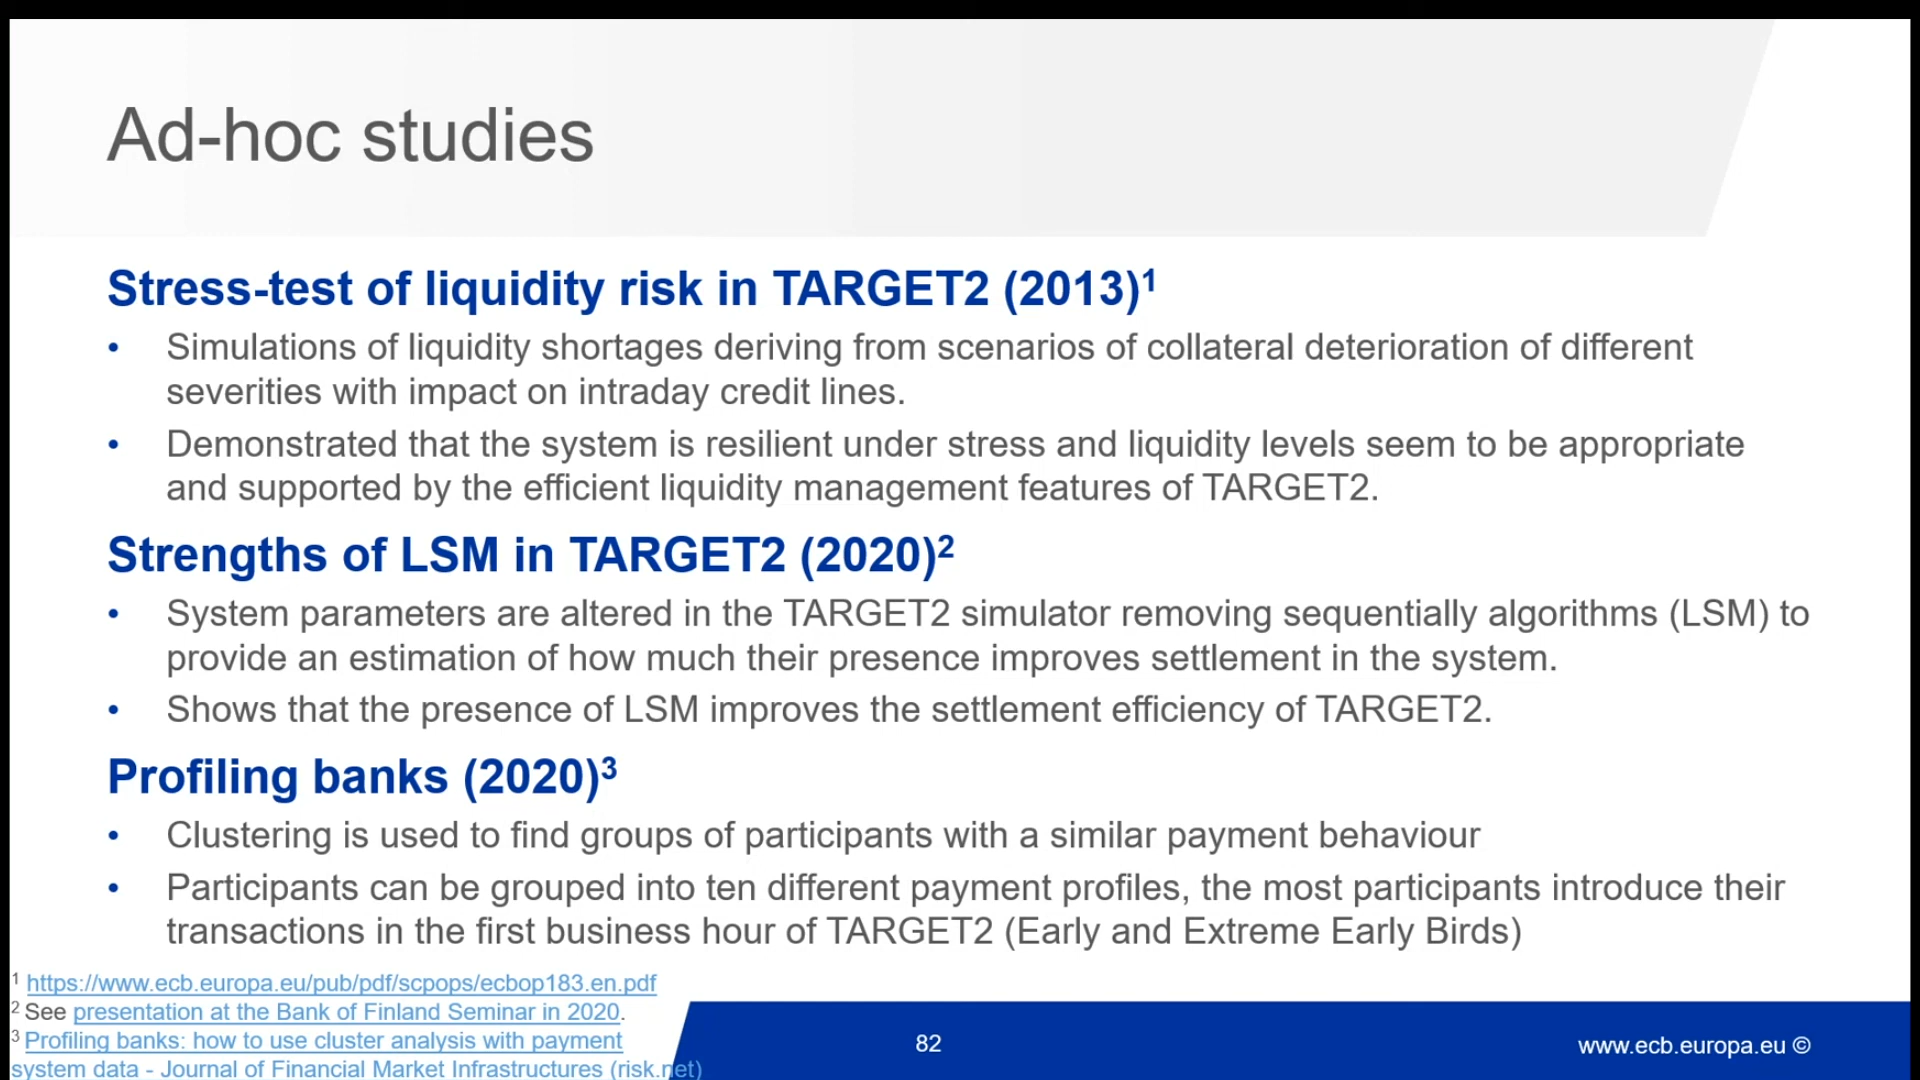 Ad-hoc studies
Stress-test of liquidity risk in TARGET2 (2013)¹
• Simulations of liquidity shortages deriving from scenarios of collateral deterioration of different
severities with impact on intraday credit lines.
• Demonstrated that the system is resilient under stress and liquidity levels seem to be appropriate
and supported by the efficient liquidity management features of TARGET2.
Strengths of LSM in TARGET2 (2020)²
• System parameters are altered in the TARGET2 simulator removing sequentially algorithms (LSM) to
provide an estimation of how much their presence improves settlement in the system.
• Shows that the presence of LSM improves the settlement efficiency of TARGET2.
Profiling banks (2020)³
• Clustering is used to find groups of participants with a similar payment behaviour
• Participants can be grouped into ten different payment profiles, the most participants introduce their
transactions in the first business hour of TARGET2 (Early and Extreme Early Birds)
¹ https://www.ecb.europa.eu/pub/pdf/scpops/ecbop183.en.pdf
² See presentation at the Bank of Finland Seminar in 2020.
³ Profiling banks: how to use cluster analysis with payment
system data - Journal of Financial Market Infrastructures (risk.net)
82
www.ecb.europa.eu ©